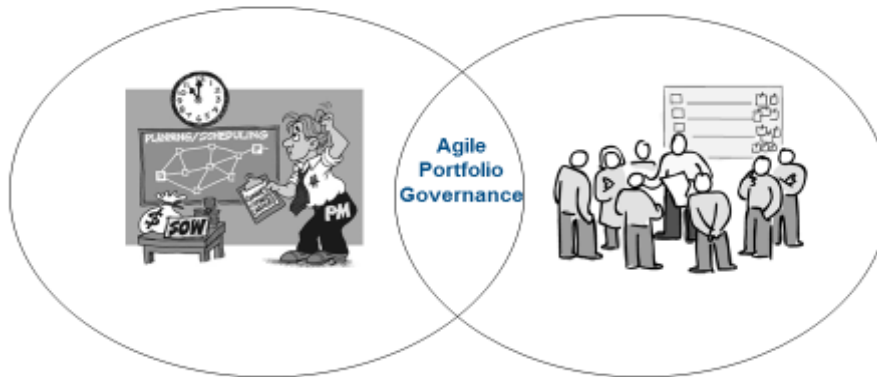 PLANNING/SCHEDULING
$
SOW
PM
Agile
Portfolio
Governance